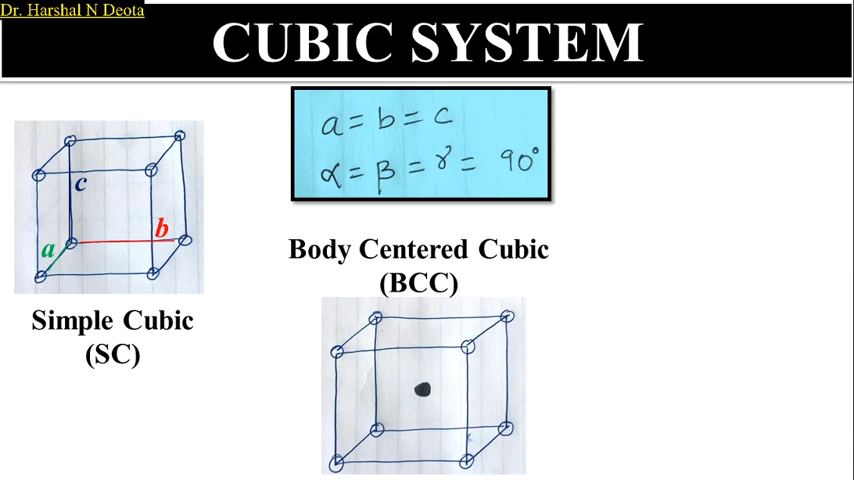 Dr. Harshal N Deota
CUBIC SYSTEM
a = b = c
α = β = γ = 90°
c
b
a
Simple Cubic
(SC)
Body Centered Cubic
(BCC)